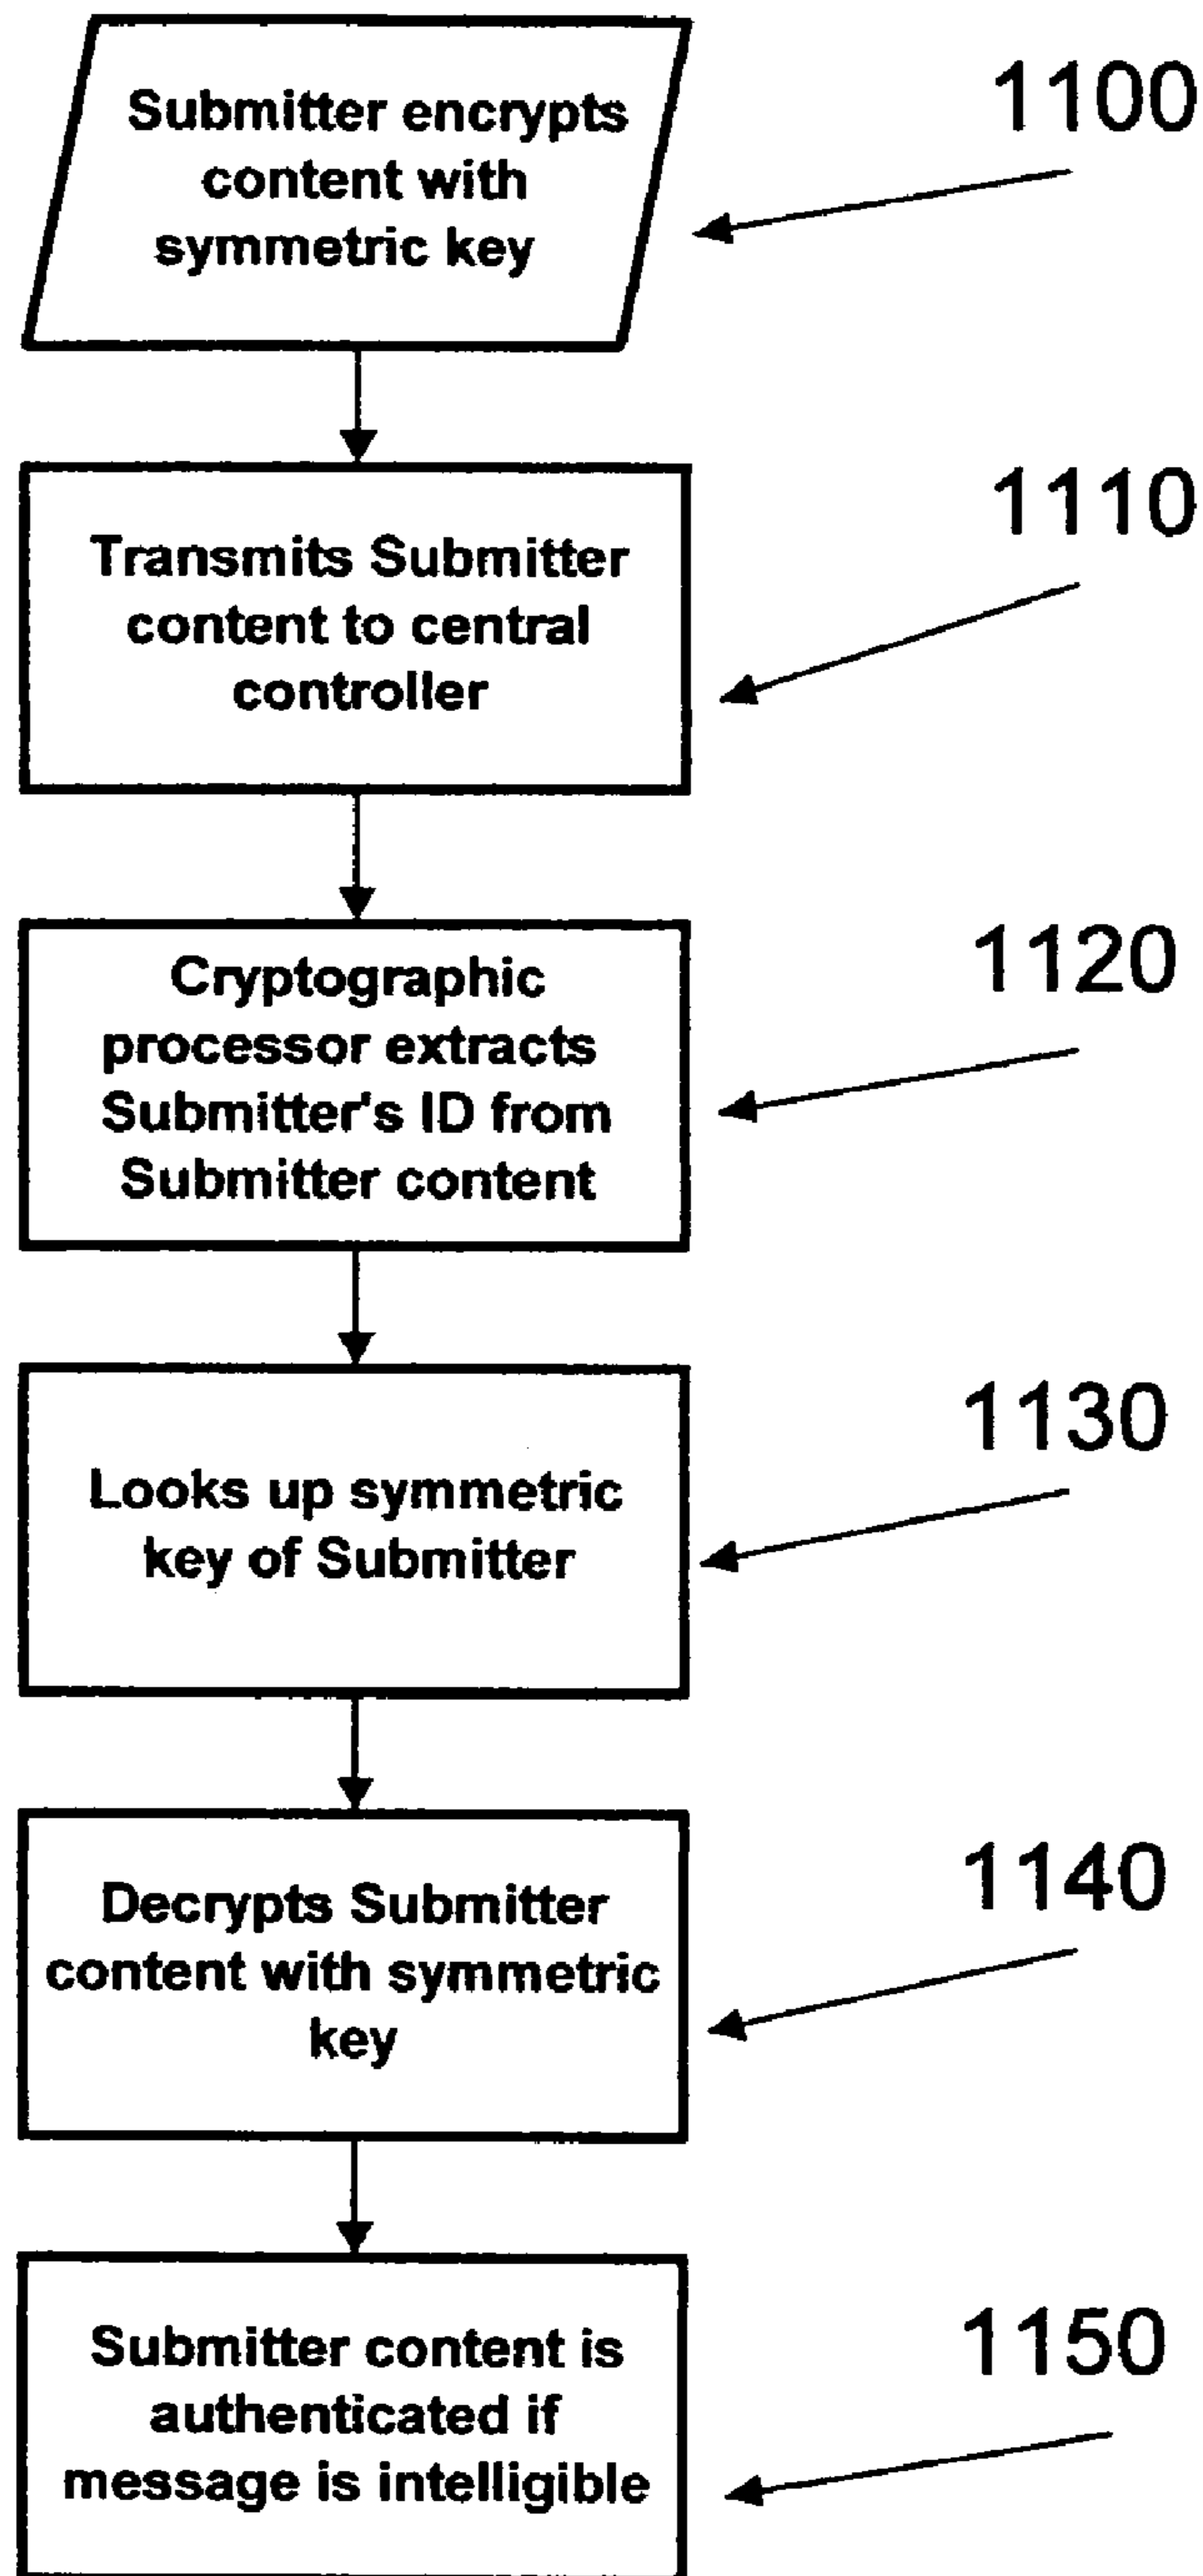 Submitter encrypts
content with
symmetric key
1100
Transmits Submitter
content to central
controller
1110
Cryptographic
processor extracts
Submitter's ID from
Submitter content
1120
Looks up symmetric
key of Submitter
1130
Decrypts Submitter
content with symmetric
key
1140
Submitter content is
authenticated if
message is intelligible
1150